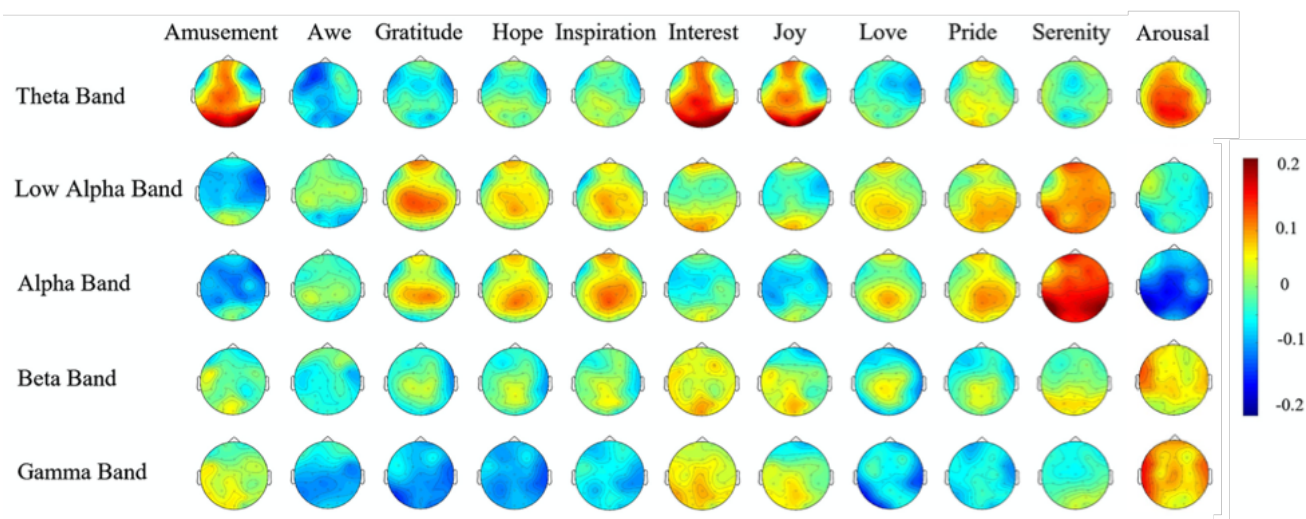 Amusement Awe Gratitude Hope Inspiration Interest Joy Love Pride Serenity Arousal
Theta Band
Low Alpha Band
Alpha Band
Beta Band
Gamma Band
0.2
0.1
0
-0.1
-0.2